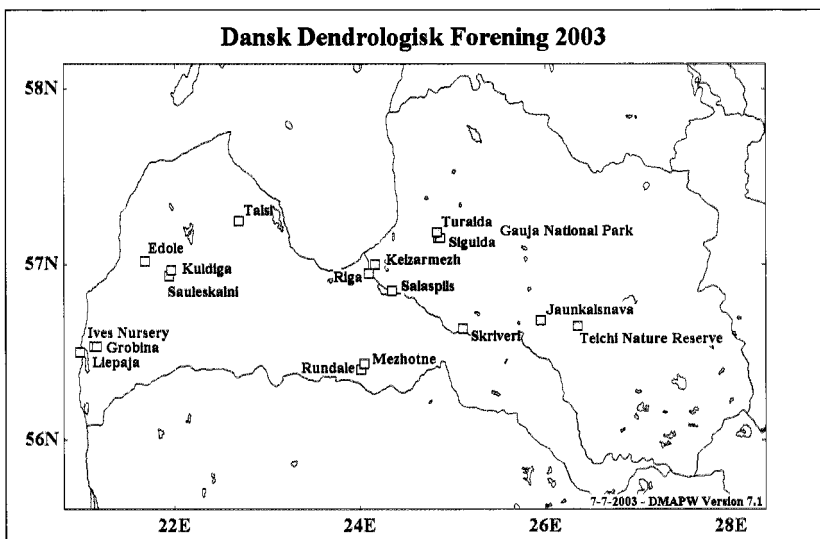 Dansk Dendrologisk Forening 2003
58N
Talsi
Turaida
Gauja National Park
Sigulda
Edole
57N
Keizarmezh
Kuldiga
Riga
Sauleskalni
Salaspils
Jaunkalsnava
Ives Nursery
Skriveri
Teichi Nature Reserve
Grobina
Liepaja
Mezhotne
Rundale
56N
7-7-2003 - DMAPW Version 7.1
22E
24E
26E
28E